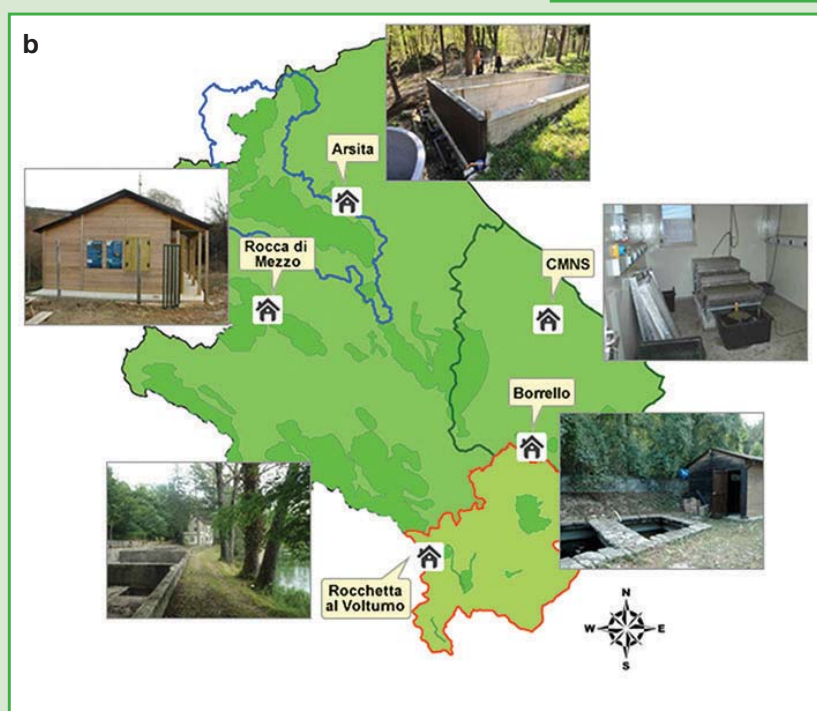 b
Arsita
Rocca di
Mezzo
CMNS
Borrello
Rocchetta
al Volturno
N
W
E
S